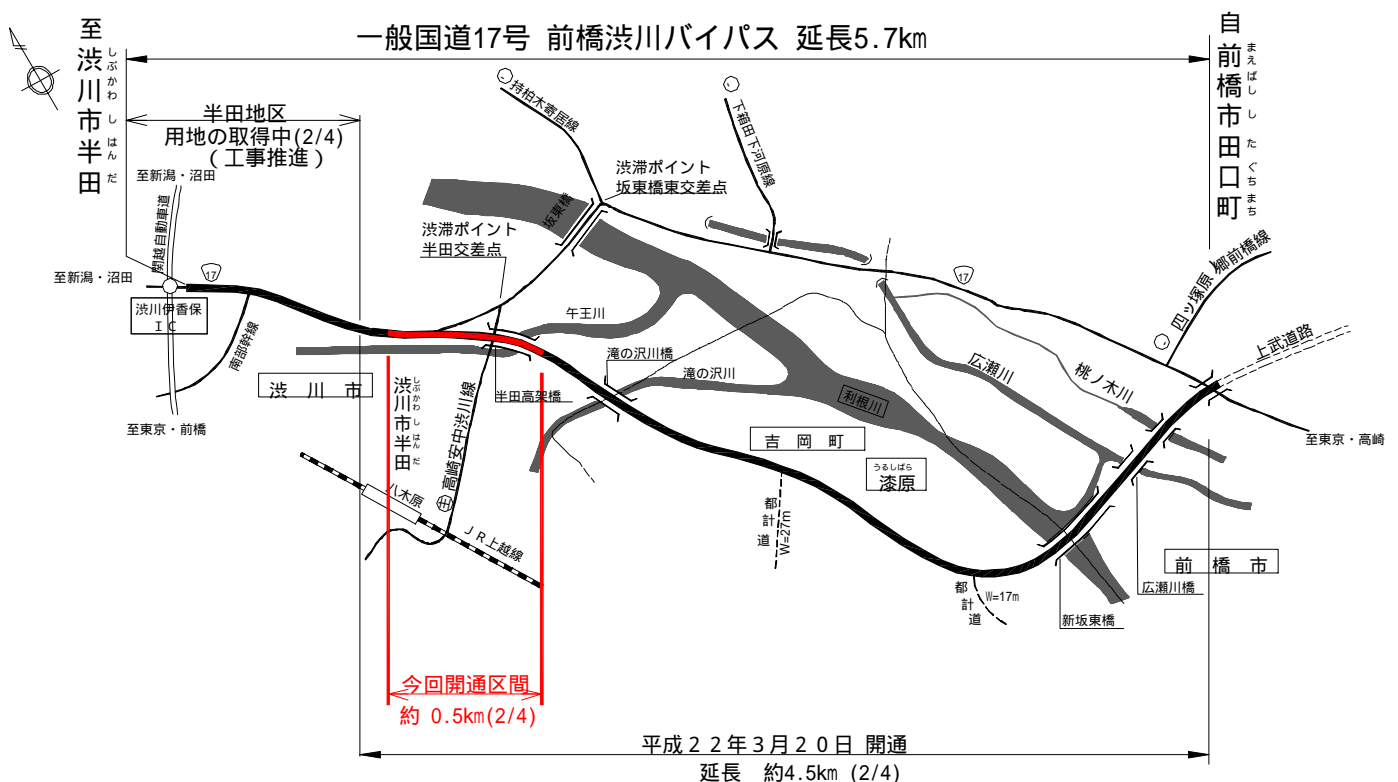 一般国道17号 前橋渋川バイパス 延長5.7km
至渋川市半田
しぶかわ し はん だ
自前橋市田口町
まえばし し た ぐちまち
半田地区
用地の取得中(2/4)
(工事推進)
至新潟・沼田
関越自動車道
至新潟・沼田
17
渋川伊香保
IC
南部幹線
至東京・前橋
渋川市
持柏木寄居線
下箱田下河原線
渋滞ポイント
坂東橋東交差点
坂東橋
渋滞ポイント
半田交差点
17
四ツ塚原之郷前橋線
上武道路
午王川
滝の沢川橋
滝の沢川
広瀬川
桃ノ木川
利根川
半田高架橋
しぶかわ し はん だ
渋川市半田
主 高崎安中渋川線
吉岡町
うるしばら
漆原
至東京・高崎
八木原
JR上越線
都計道
W=27m
都計道
W=17m
前橋市
広瀬川橋
新坂東橋
今回開通区間
約 0.5km(2/4)
平成22年3月20日 開通
延長 約4.5km (2/4)